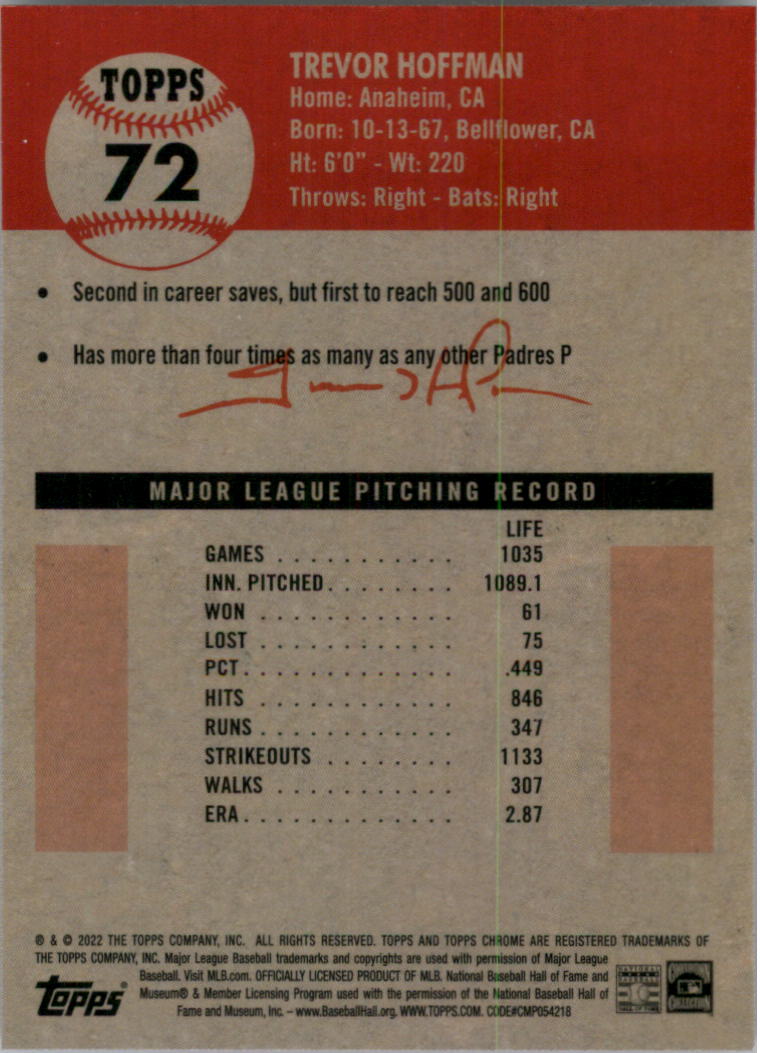 TOPPS
72
TREVOR HOFFMAN
Home: Anaheim, CA
Born: 10-13-67, Bellflower, CA
Ht: 6'0" - Wt: 220
Throws: Right - Bats: Right
• Second in career saves, but first to reach 500 and 600
• Has more than four times as many as any other Padres P
MAJOR LEAGUE PITCHING RECORD
LIFE
GAMES . . . . . . . . . . . 1035
INN. PITCHED . . . . . . . . 1089.1
WON . . . . . . . . . . . . 61
LOST . . . . . . . . . . . . 75
PCT. . . . . . . . . . . . . .449
HITS . . . . . . . . . . . . 846
RUNS . . . . . . . . . . . . 347
STRIKEOUTS . . . . . . . . 1133
WALKS . . . . . . . . . . . 307
ERA . . . . . . . . . . . . . 2.87
® & © 2022 THE TOPPS COMPANY, INC. ALL RIGHTS RESERVED. TOPPS AND TOPPS CHROME ARE REGISTERED TRADEMARKS OF
THE TOPPS COMPANY, INC. Major League Baseball trademarks and copyrights are used with permission of Major League
Baseball. Visit MLB.com. OFFICIALLY LICENSED PRODUCT OF MLB. National Baseball Hall of Fame and
Museum® & Member Licensing Program used with the permission of the National Baseball Hall of
Fame and Museum, Inc. – www.BaseballHall.org. WWW.TOPPS.COM. CODE#CMP054218
topps®